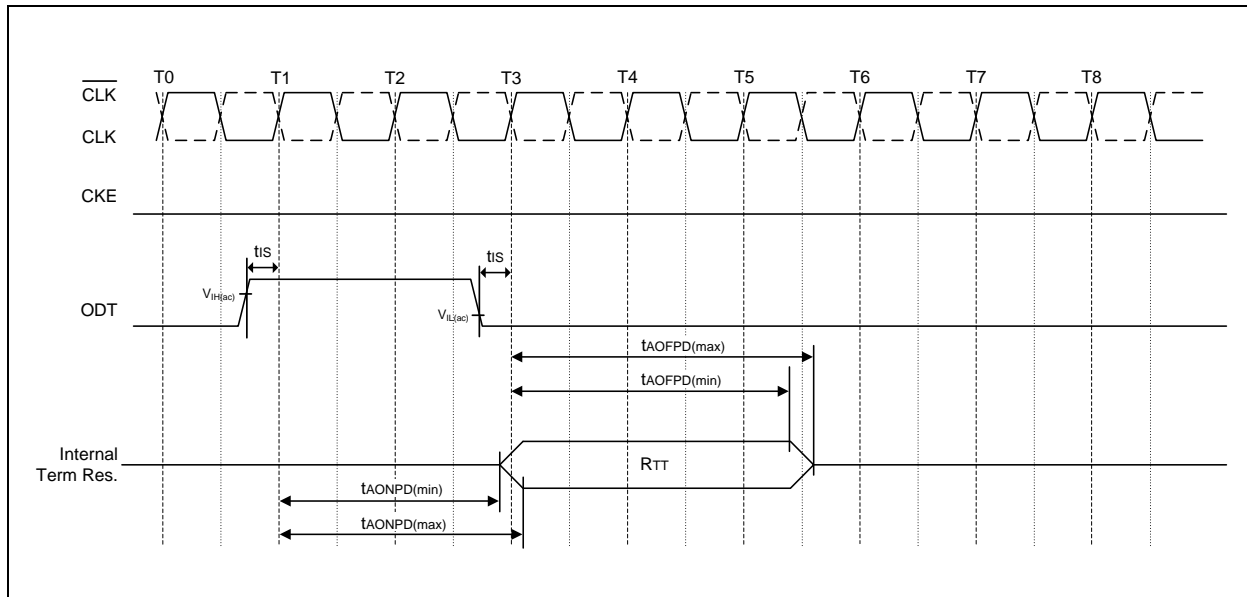 T0 T1 T2 T3 T4 T5 T6 T7 T8
CLK
CLK
CKE
tIS tIS
VIH(ac)
ODT
VIL(ac)
tAOFPD(max)
tAOFPD(min)
Internal
Term Res.
RTT
tAONPD(min)
tAONPD(max)